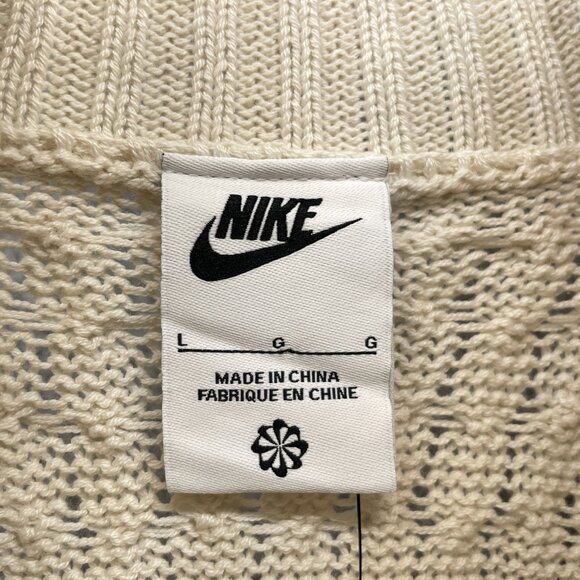 NIKE
L G G
MADE IN CHINA
FABRIQUE EN CHINE